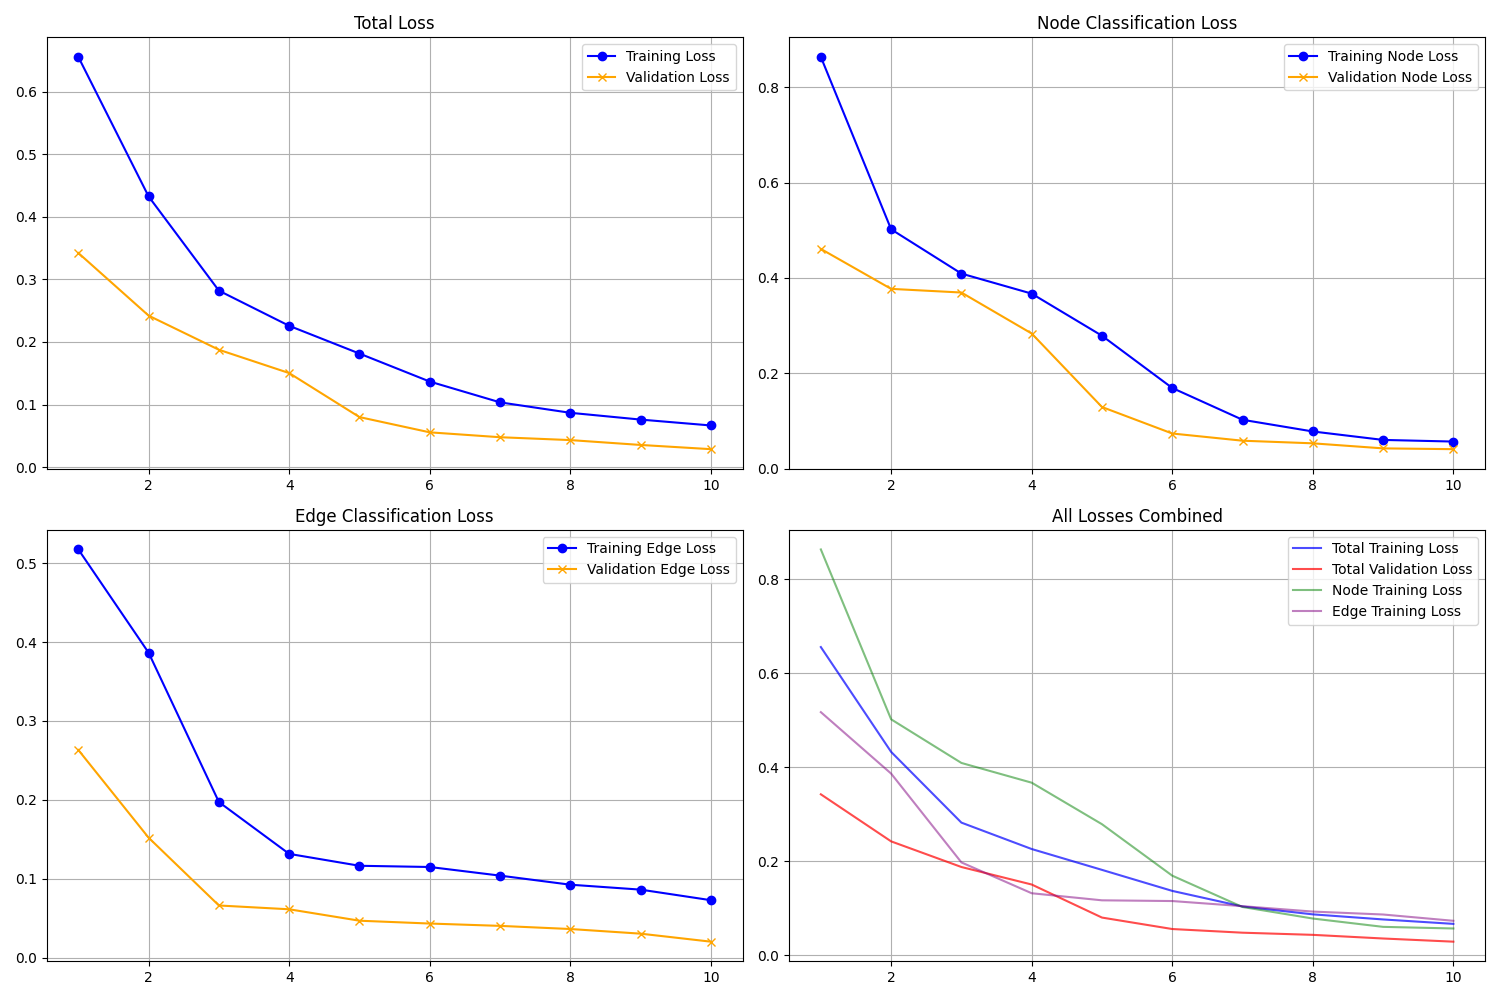 Total Loss
Training Loss
Validation Loss
0.6
0.5
0.4
0.3
0.2
0.1
0.0
2 4 6 8 10
Node Classification Loss
Training Node Loss
Validation Node Loss
0.8
0.6
0.4
0.2
0.0
2 4 6 8 10
Edge Classification Loss
Training Edge Loss
Validation Edge Loss
0.5
0.4
0.3
0.2
0.1
0.0
2 4 6 8 10
All Losses Combined
Total Training Loss
Total Validation Loss
Node Training Loss
Edge Training Loss
0.8
0.6
0.4
0.2
0.0
2 4 6 8 10